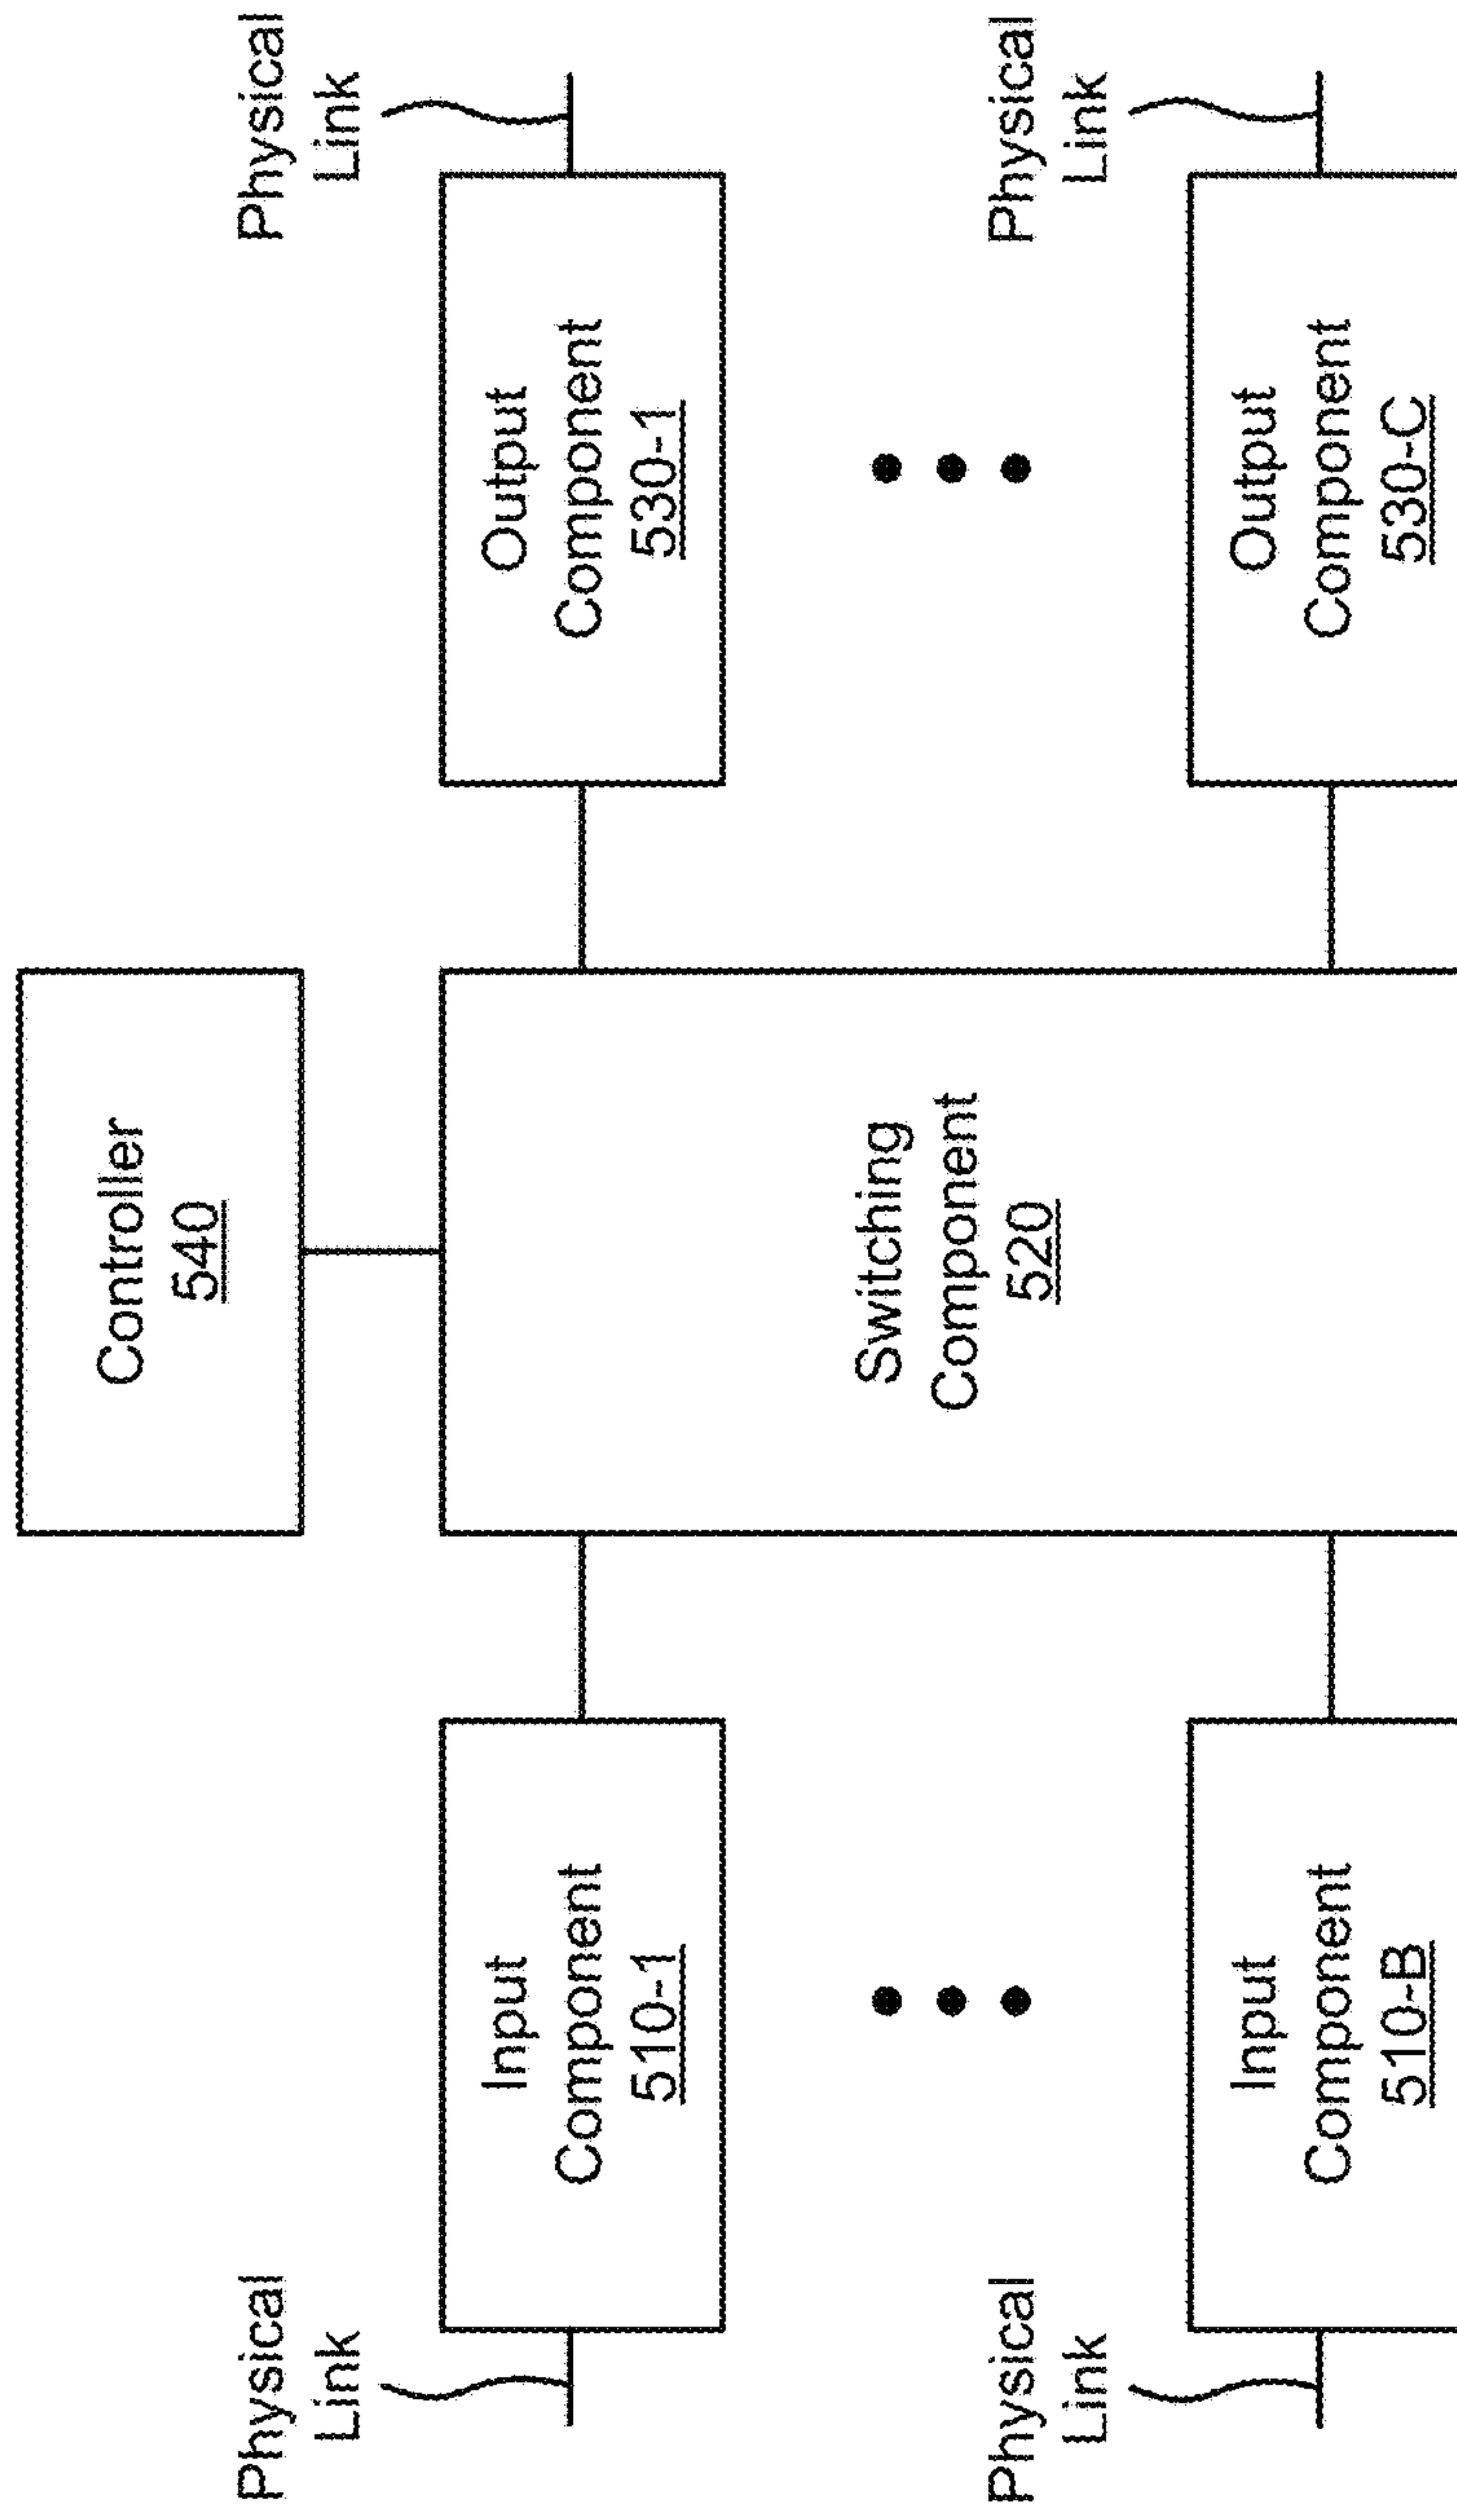 Controller
540
Physical
Link
Physical
Link
Input
Component
510-1
Switching
Component
520
Output
Component
530-1
Physical
Link
Physical
Link
Input
Component
510-B
Output
Component
530-C